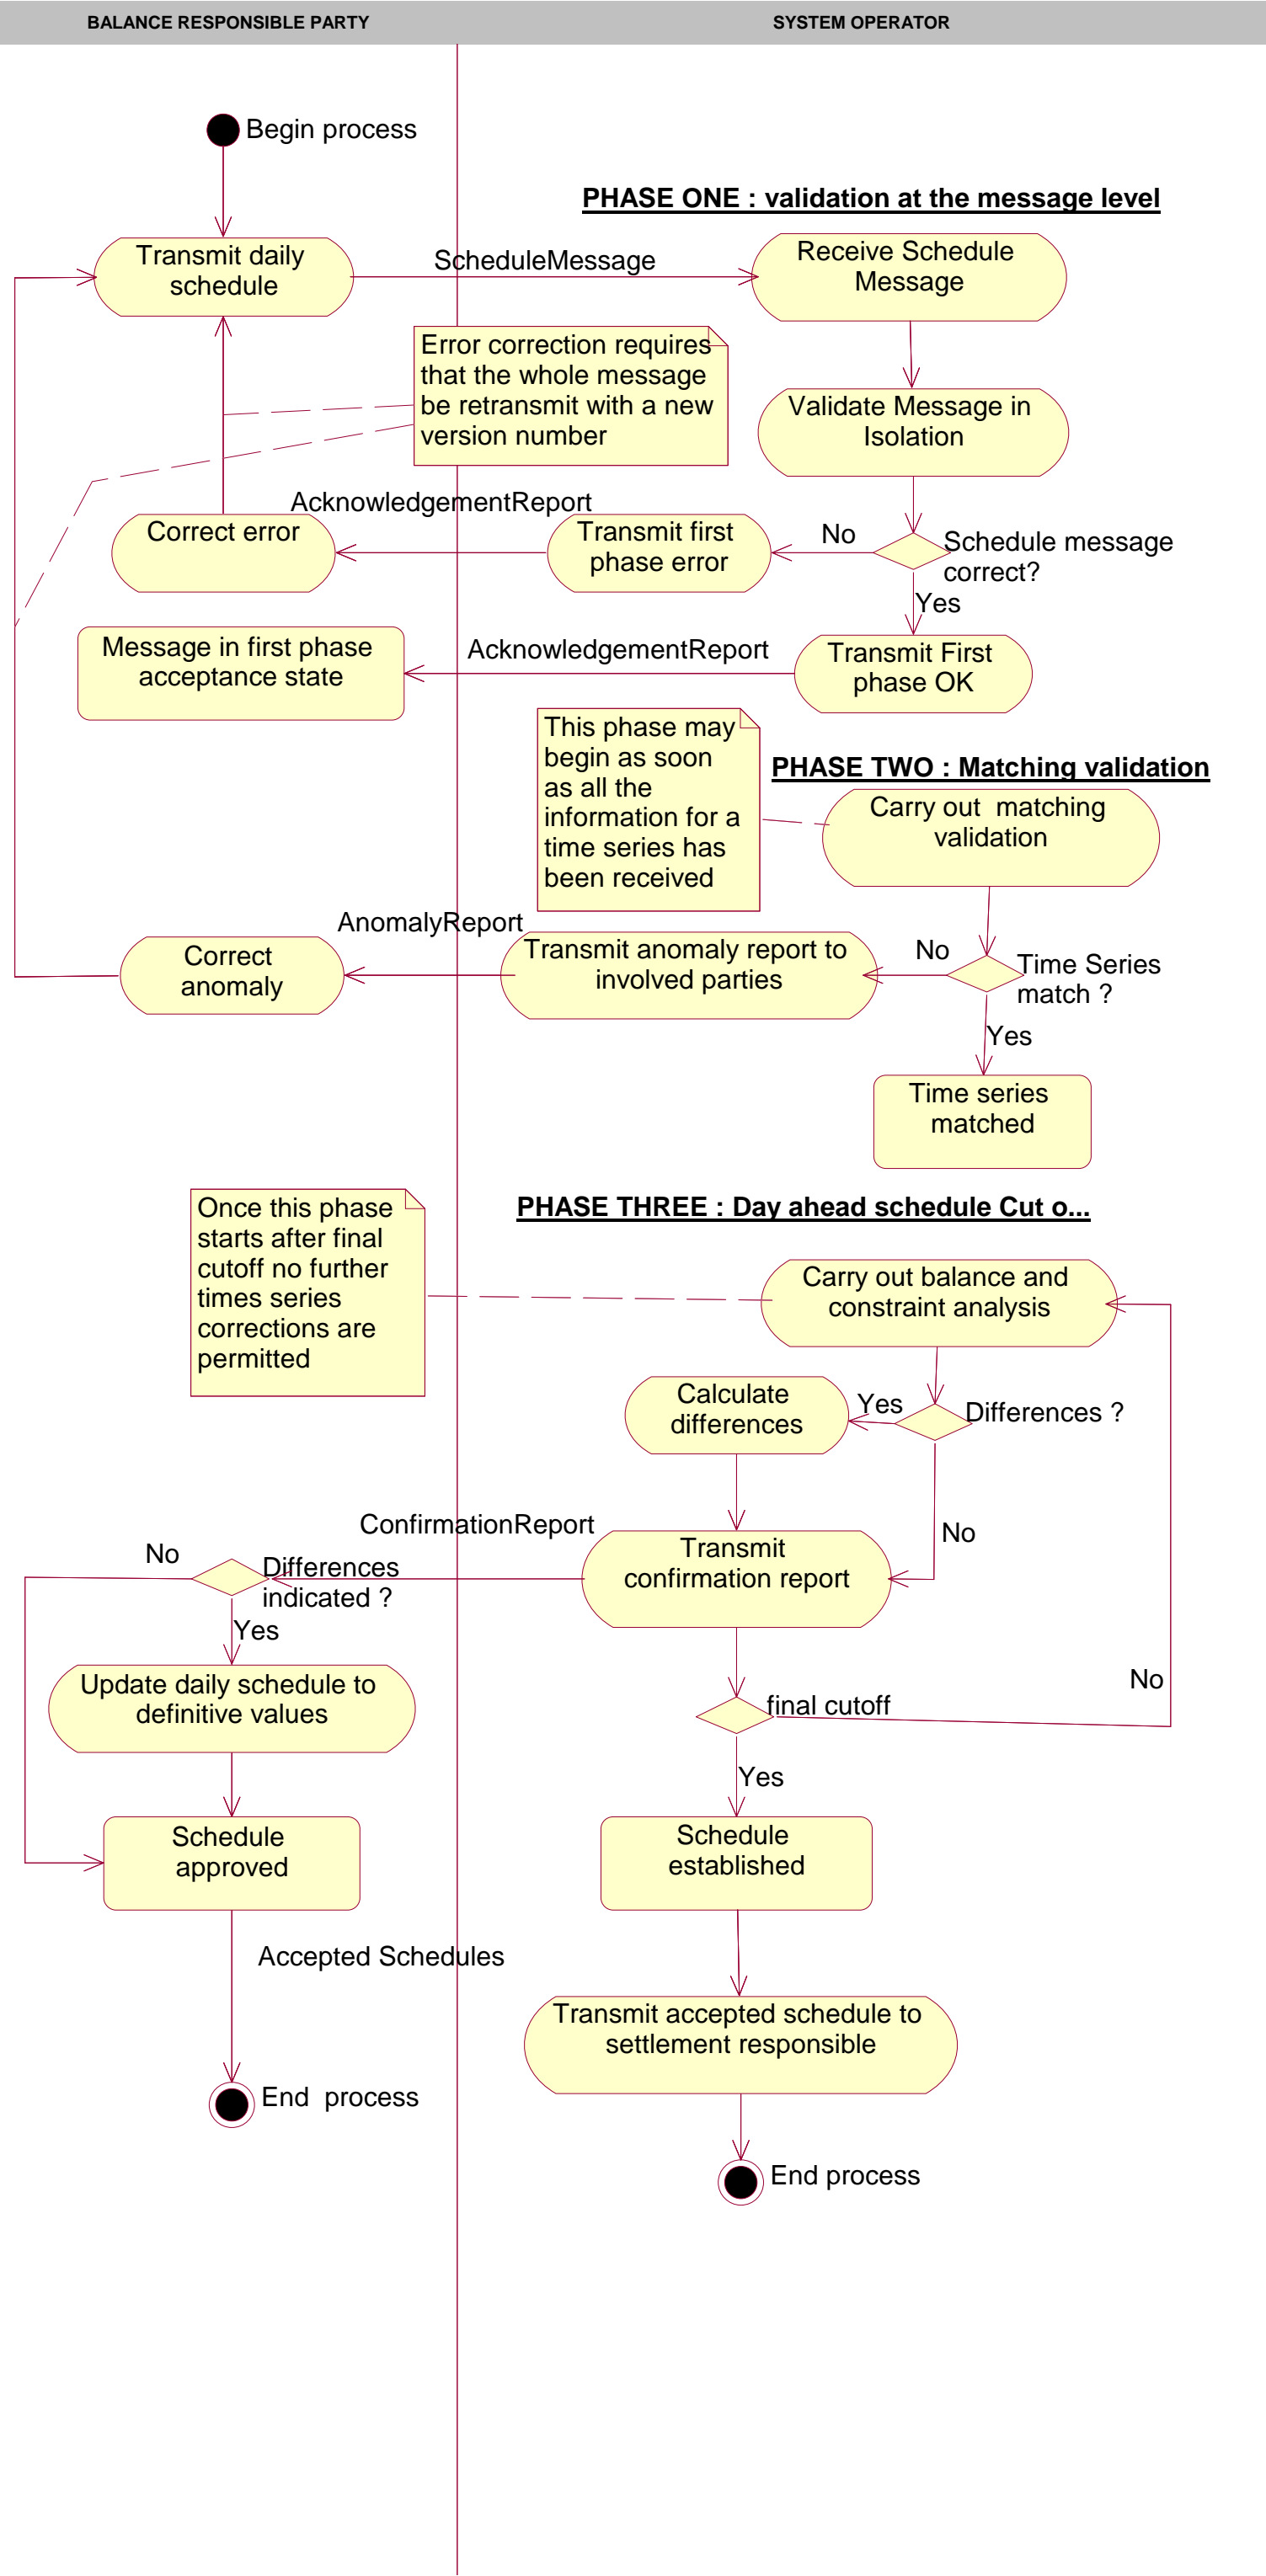 BALANCE RESPONSIBLE PARTY
SYSTEM OPERATOR
Begin process
PHASE ONE : validation at the message level
Transmit daily
schedule
ScheduleMessage
Receive Schedule
Message
Error correction requires
that the whole message
be retransmit with a new
version number
Validate Message in
Isolation
AcknowledgementReport
Correct error
Transmit first
phase error
No
Schedule message
correct?
Yes
Message in first phase
acceptance state
AcknowledgementReport
Transmit First
phase OK
This phase may
begin as soon
as all the
information for a
time series has
been received
PHASE TWO : Matching validation
Carry out  matching
validation
AnomalyReport
Correct
anomaly
Transmit anomaly report to
involved parties
No
Time Series
match ?
Yes
Time series
matched
Once this phase
starts after final
cutoff no further
times series
corrections are
permitted
PHASE THREE : Day ahead schedule Cut o...
Carry out balance and
constraint analysis
Calculate
differences
Yes
Differences ?
No
ConfirmationReport
Transmit
confirmation report
No
Differences
indicated ?
Yes
Update daily schedule to
definitive values
final cutoff
No
Yes
Schedule
approved
Schedule
established
Accepted Schedules
Transmit accepted schedule to
settlement responsible
End  process
End process